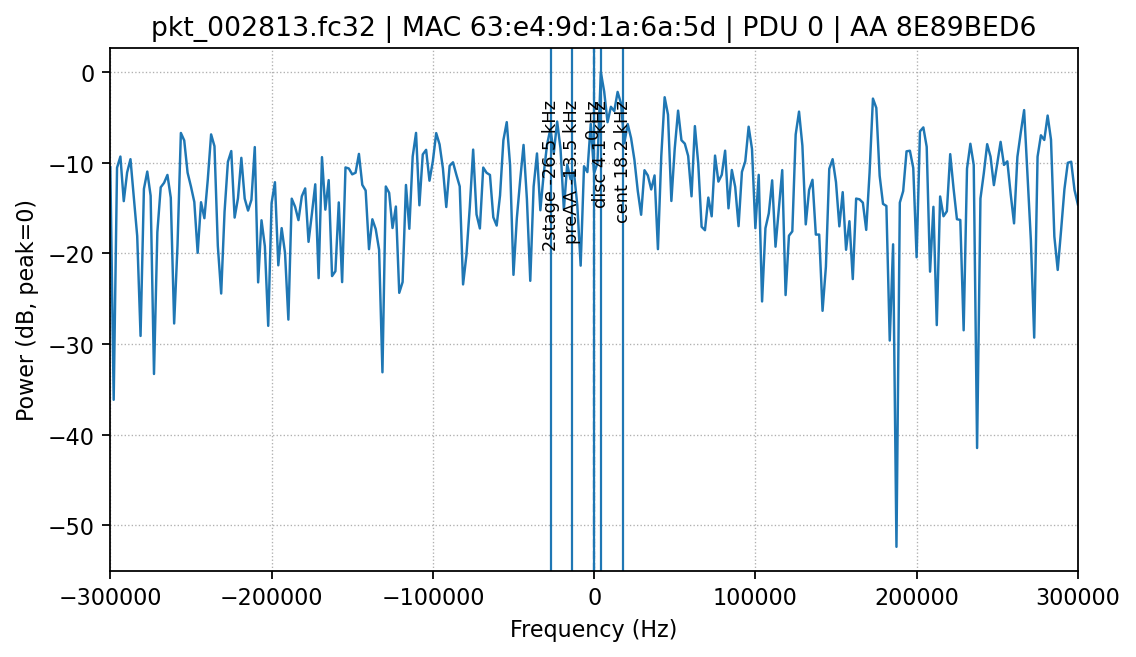 pkt_002813.fc32 | MAC 63:e4:9d:1a:6a:5d | PDU 0 | AA 8E89BED6
Power (dB, peak=0)
0
−10
−20
−30
−40
−50
2stage -26.5 kHz
preAA -13.5 kHz
0 Hz
disc 4.1 kHz
cent 18.2 kHz
−300000
−200000
−100000
0
100000
200000
300000
Frequency (Hz)